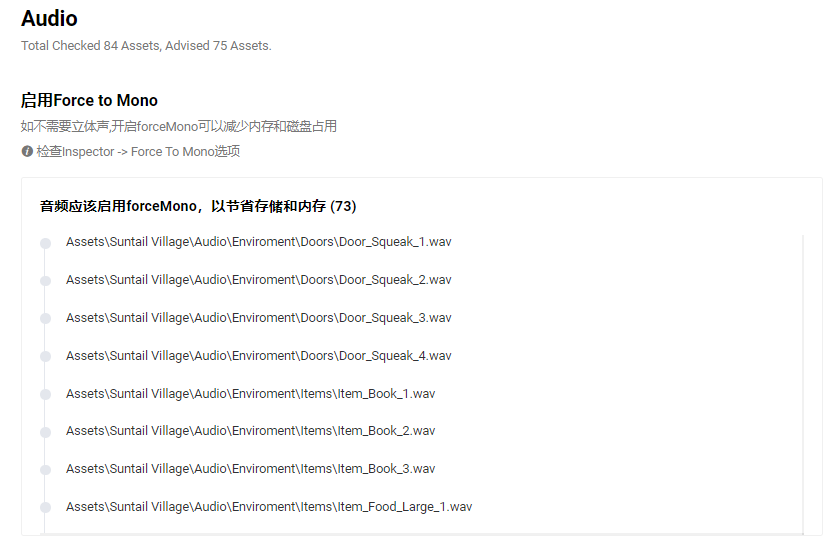 Audio
Total Checked 84 Assets, Advised 75 Assets.
启用Force to Mono
如不需要立体声,开启forceMono可以减少内存和磁盘占用
检查Inspector -> Force To Mono选项
音频应该启用forceMono，以节省存储和内存 (73)
Assets\Suntail Village\Audio\Enviroment\Doors\Door_Squeak_1.wav
Assets\Suntail Village\Audio\Enviroment\Doors\Door_Squeak_2.wav
Assets\Suntail Village\Audio\Enviroment\Doors\Door_Squeak_3.wav
Assets\Suntail Village\Audio\Enviroment\Doors\Door_Squeak_4.wav
Assets\Suntail Village\Audio\Enviroment\Items\Item_Book_1.wav
Assets\Suntail Village\Audio\Enviroment\Items\Item_Book_2.wav
Assets\Suntail Village\Audio\Enviroment\Items\Item_Book_3.wav
Assets\Suntail Village\Audio\Enviroment\Items\Item_Food_Large_1.wav